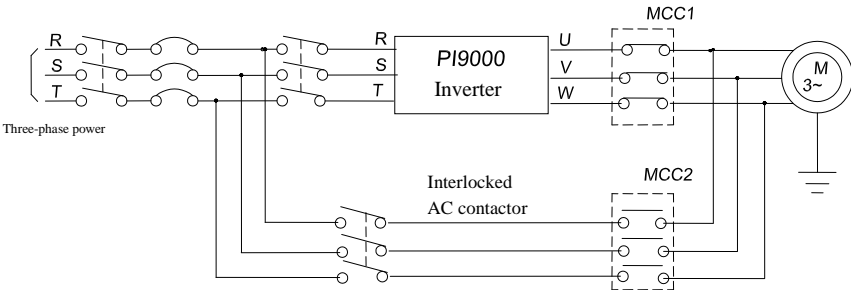 MCC1
R
S
T
R
S
T
PI9000
Inverter
U
V
W
M
3~
Three-phase power
Interlocked
AC contactor
MCC2